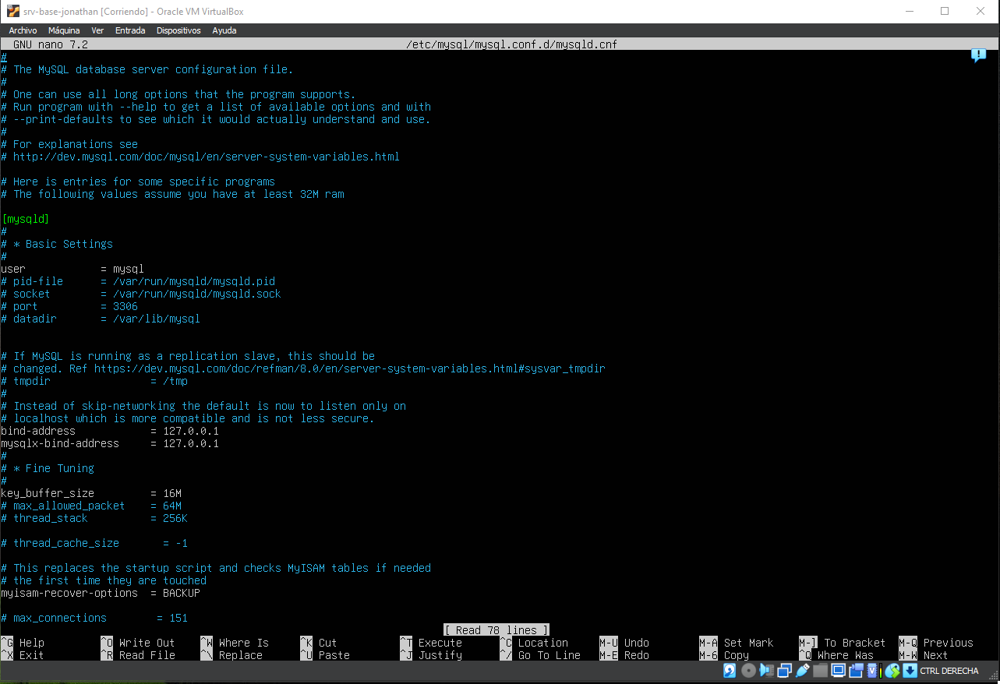 srv-base-jonathan [Corriendo] - Oracle VM VirtualBox
Archivo Máquina Ver Entrada Dispositivos Ayuda
GNU nano 7.2 /etc/mysql/mysql.conf.d/mysqld.cnf
#
# The MySQL database server configuration file.
#
# One can use all long options that the program supports.
# Run program with --help to get a list of available options and with
# --print-defaults to see which it would actually understand and use.
#
# For explanations see
# http://dev.mysql.com/doc/mysql/en/server-system-variables.html
# Here is entries for some specific programs
# The following values assume you have at least 32M ram
[mysqld]
#
# * Basic Settings
#
user = mysql
# pid-file = /var/run/mysqld/mysqld.pid
# socket = /var/run/mysqld/mysqld.sock
# port = 3306
# datadir = /var/lib/mysql
# If MySQL is running as a replication slave, this should be
# changed. Ref https://dev.mysql.com/doc/refman/8.0/en/server-system-variables.html#sysvar_tmpdir
# tmpdir = /tmp
#
# Instead of skip-networking the default is now to listen only on
# localhost which is more compatible and is not less secure.
bind-address = 127.0.0.1
mysqlx-bind-address = 127.0.0.1
#
# * Fine Tuning
#
key_buffer_size = 16M
# max_allowed_packet = 64M
# thread_stack = 256K
# thread_cache_size = -1
# This replaces the startup script and checks MyISAM tables if needed
# the first time they are touched
myisam-recover-options = BACKUP
# max_connections = 151
[ Read 78 lines ]
^G Help ^O Write Out ^W Where Is ^K Cut ^T Execute ^C Location M-U Undo M-A Set Mark M-] To Bracket M-Q Previous
^X Exit ^R Read File ^\ Replace ^U Paste ^J Justify ^/ Go To Line M-E Redo M-6 Copy ^Q Where Was M-W Next
CTRL DERECHA